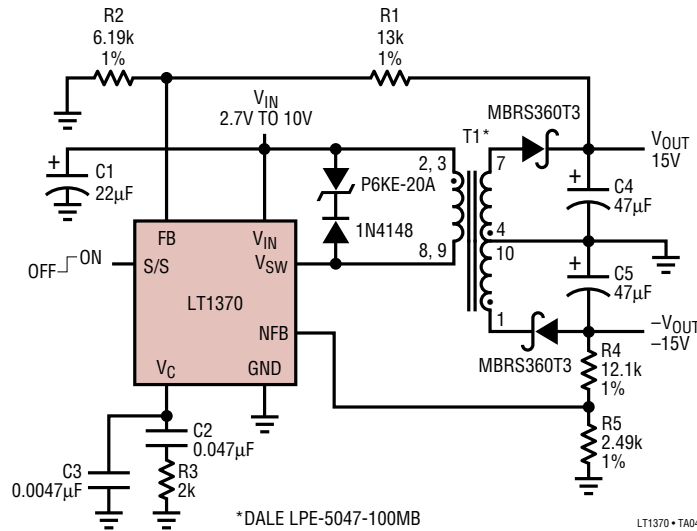 R2
6.19k
1%
R1
13k
1%
VIN
2.7V TO 10V
MBRS360T3
T1*
VOUT
15V
+
C1
22μF
P6KE-20A
1N4148
2, 3
8, 9
7
4
10
1
+
C4
47μF
+
C5
47μF
FB
VIN
VSW
OFF
ON
S/S
LT1370
NFB
VC
GND
MBRS360T3
–VOUT
–15V
R4
12.1k
1%
R5
2.49k
1%
C2
0.047μF
C3
0.0047μF
R3
2k
*DALE LPE-5047-100MB